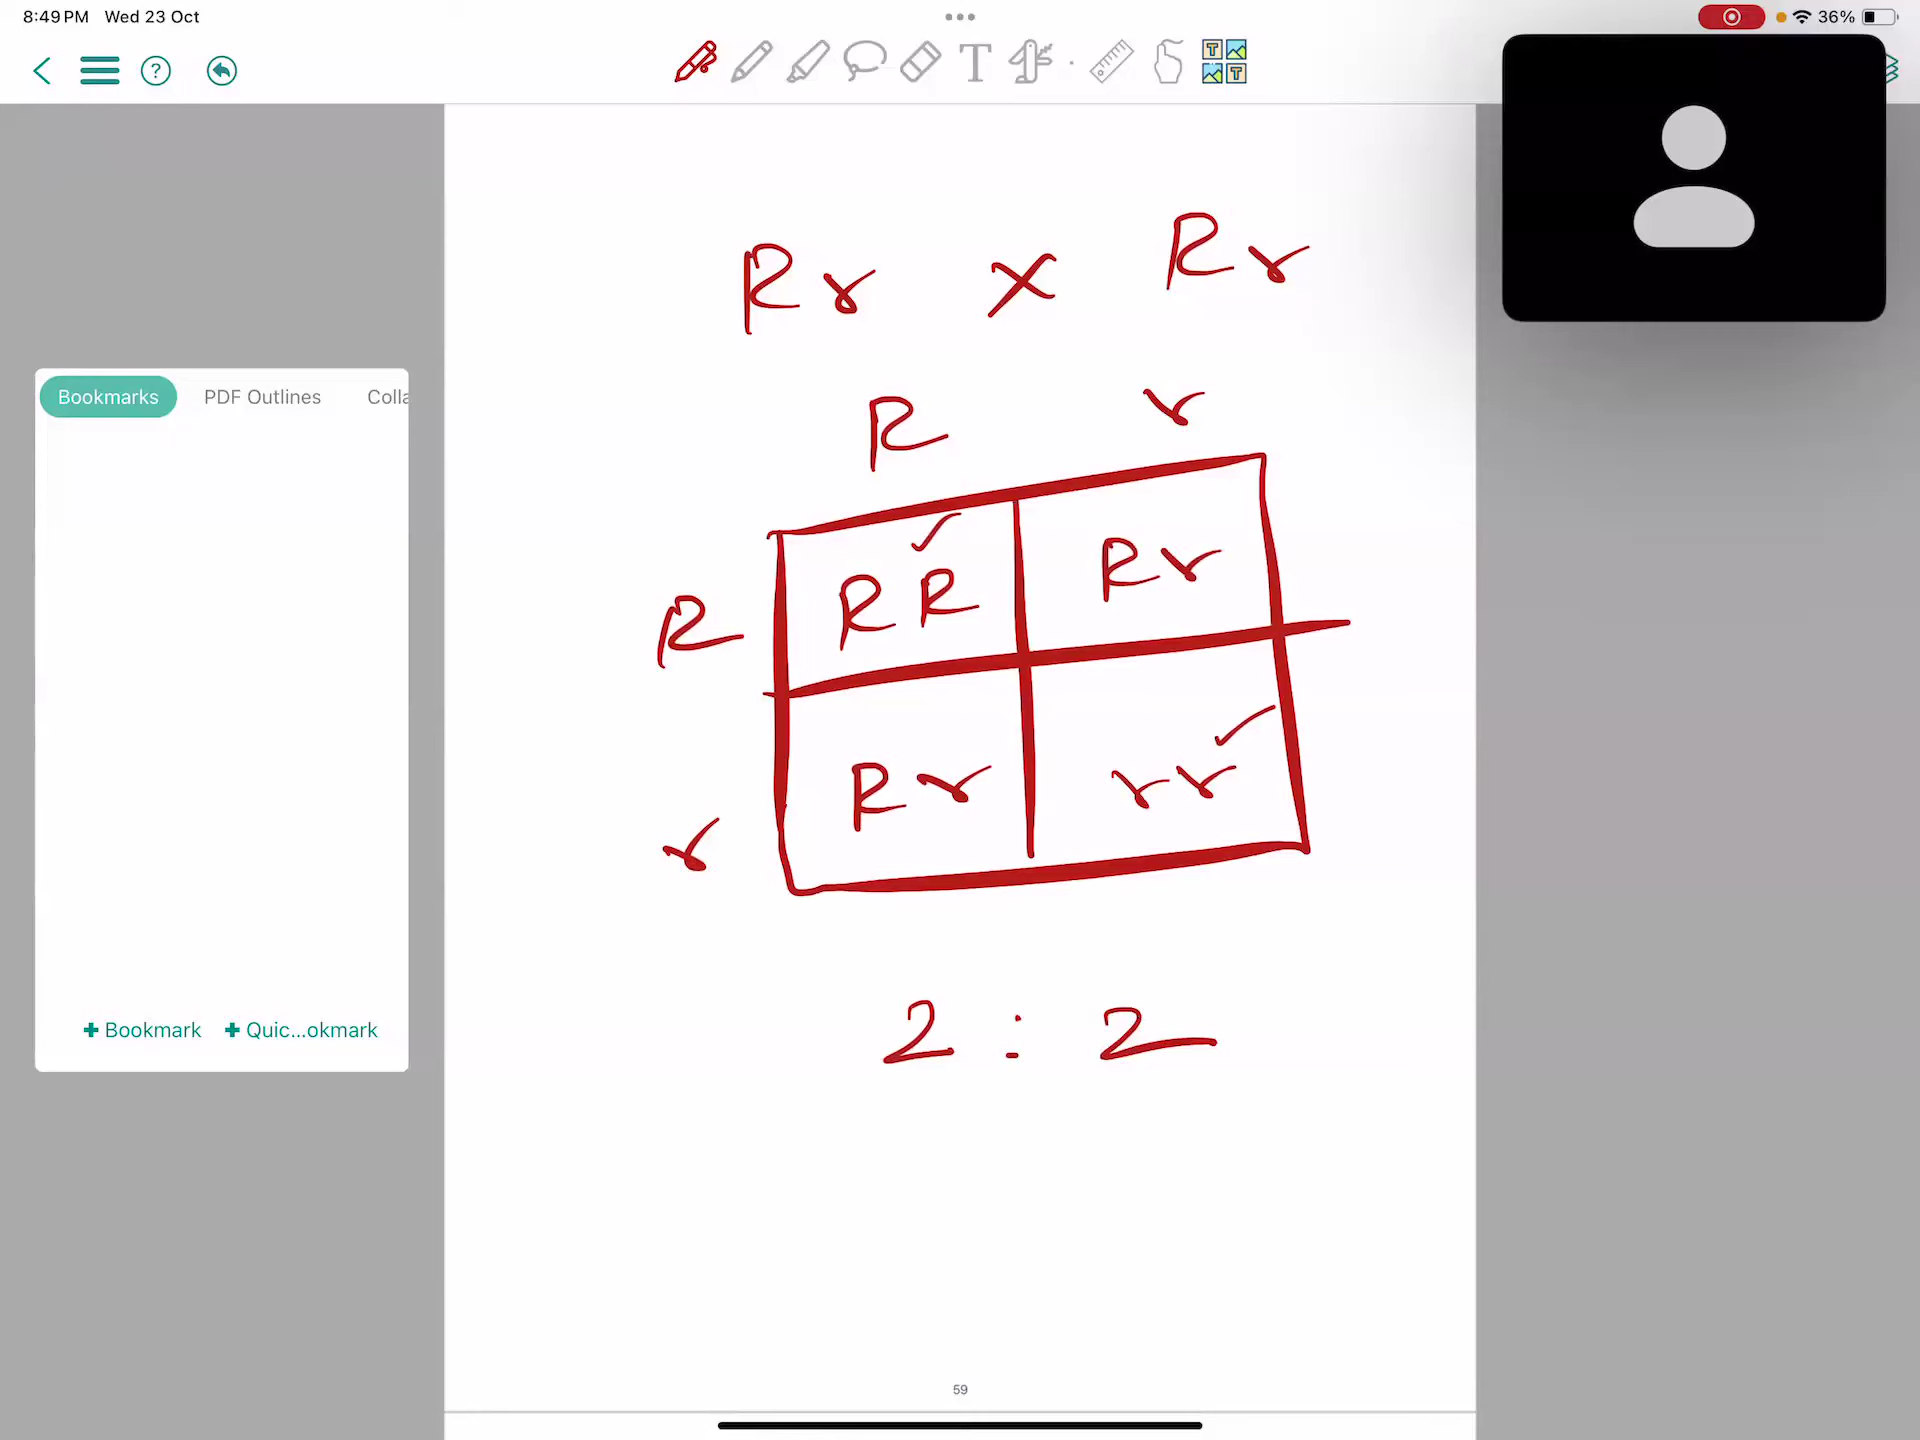 8:49 PM Wed 23 Oct
36%
?
T
T
T
Rr × Rr
R r
R RR Rr
r Rr rr
2 : 2
Bookmarks PDF Outlines Colla
Bookmark Quic...okmark
59